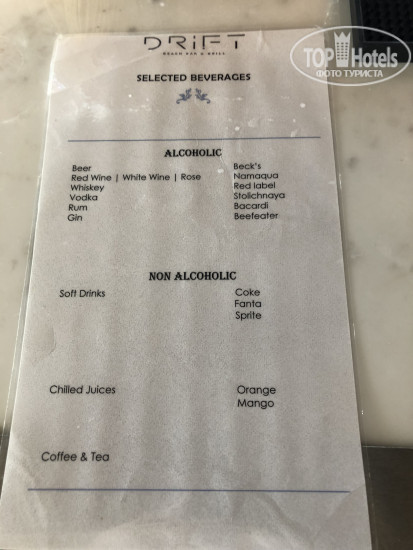 DRIFT
BEACH BAR & GRILL
SELECTED BEVERAGES
TOP Hotels
ФОТО ТУРИСТА
ALCOHOLIC
Beer Beck's
Red Wine | White Wine | Rose Namaqua
Whiskey Red label
Vodka Stolichnaya
Rum Bacardi
Gin Beefeater
NON ALCOHOLIC
Soft Drinks Coke
Fanta
Sprite
Chilled Juices Orange
Mango
Coffee & Tea